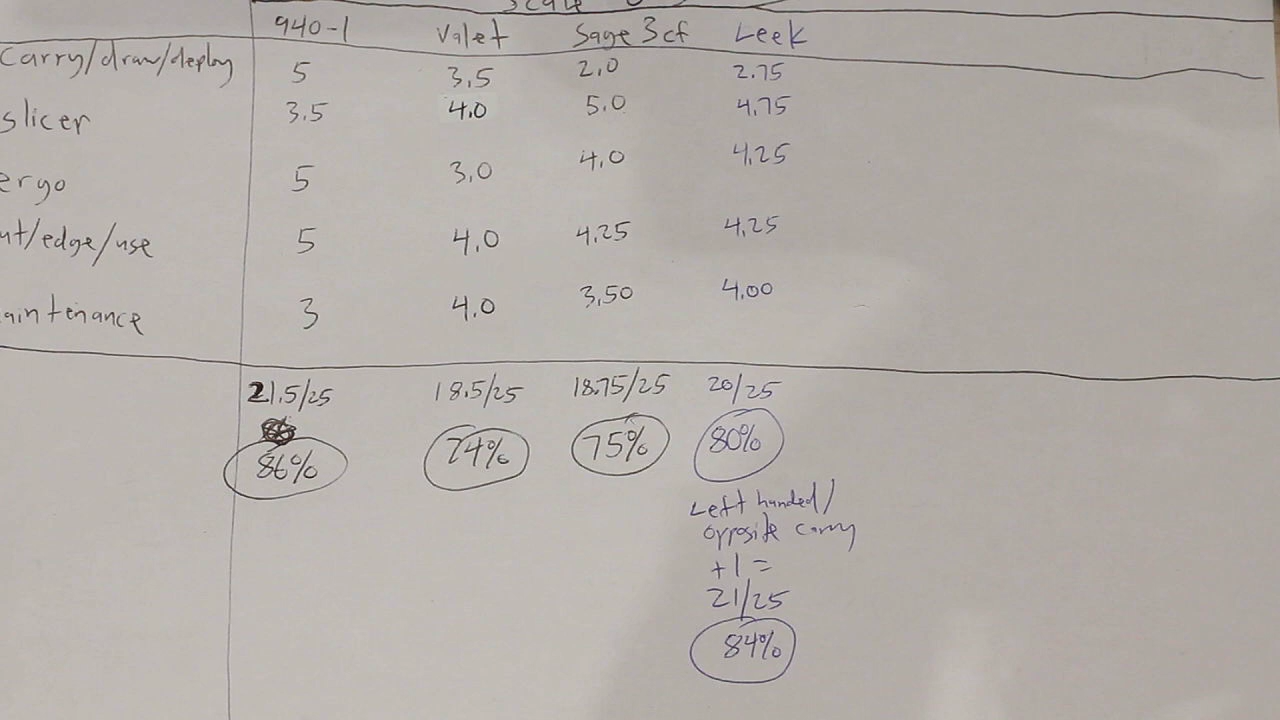 Scale
940-1 Valet Sage 3cf Leek
Carry/draw/deploy 5 3.5 2.0 2.75
slicer 3.5 4.0 5.0 4.75
ergo 5 3.0 4.0 4.25
ut/edge/use 5 4.0 4.25 4.25
aintenance 3 4.0 3.50 4.00
21.5/25 18.5/25 18.75/25 20/25
86% 74% 75% 80%
Left handed/
opposite carry
+1 =
21/25
84%